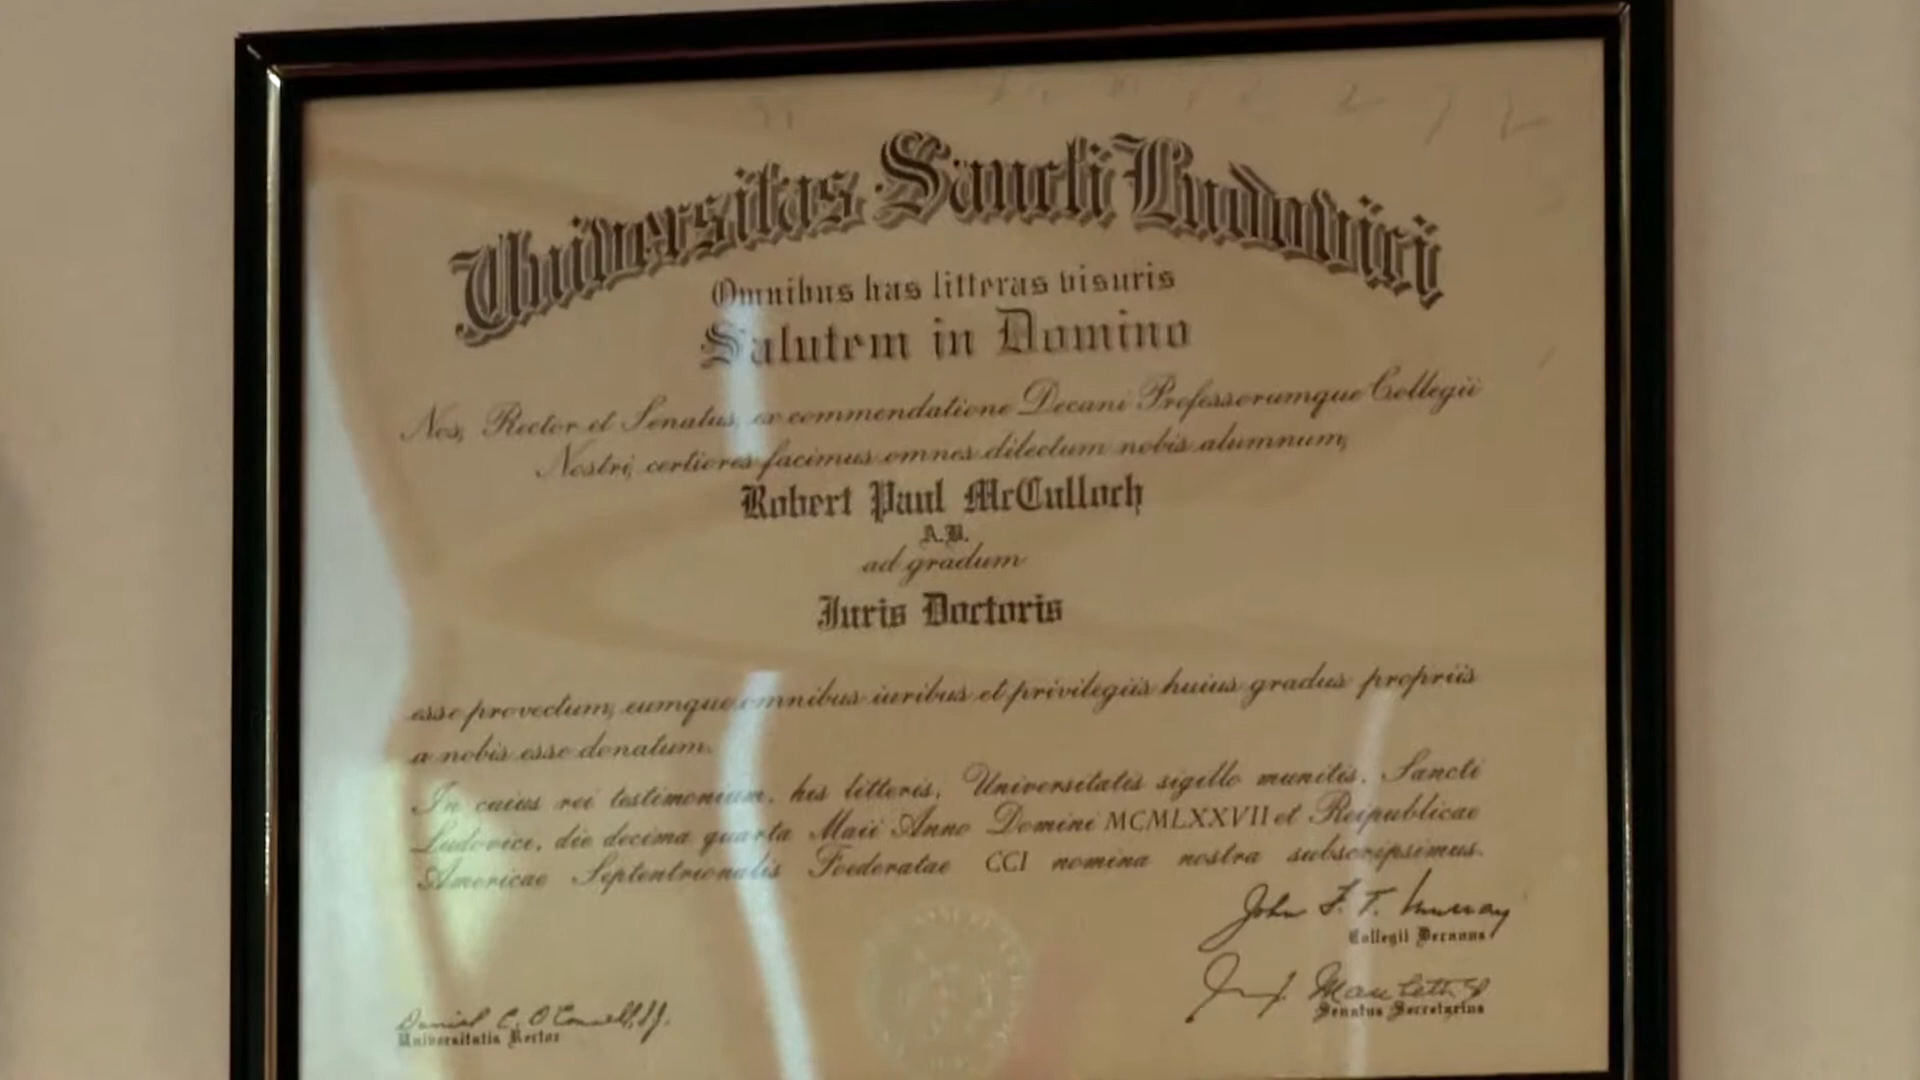 Universitas Sancti Ludovici
Omnibus has litteras visuris
Salutem in Domino
Nos, Rector et Senatus, ex commendatione Decani Professorumque Collegii
Nostri, certiores facimus omnes dilectum nobis alumnum,
Robert Paul McCulloch
A.B.
ad gradum
Juris Doctoris
esse provectum, eumque omnibus iuribus et privilegiis huius gradus propriis
a nobis esse donatum.
In cuius rei testimonium, his litteris, Universitatis sigillo munitis, Sancti
Ludovici, die decima quarta Maii Anno Domini MCMLXXVII et Reipublicae
Americae Septentrionalis Foederatae CCI nomina nostra subscripsimus.
John F. T. Murray
Collegii Decanus
Senatus Secretarius
Daniel C. O'Connell, S.J.
Universitatis Rector